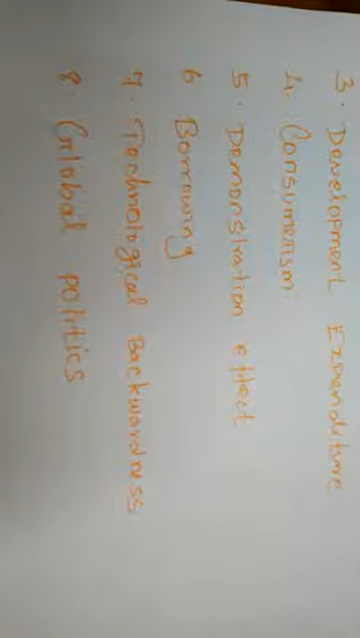 3. Development Expenditure
4. Consumerism
5. Demonstration effect
6 Borrowing
7. Technological Backwardness
8. Global politics